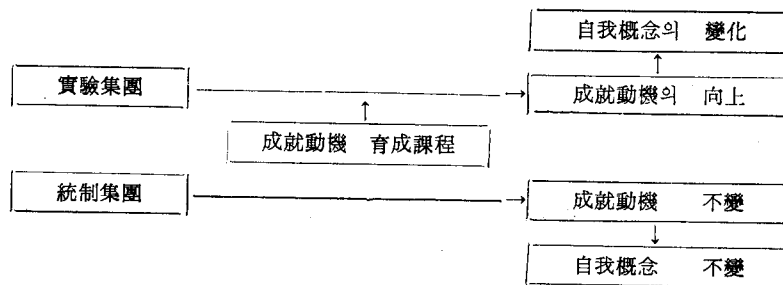 自我槪念의 變化
↑
實驗集團 → 成就動機의 向上
↑
成就動機 育成課程
統制集團 → 成就動機 不變
↓
自我槪念 不變